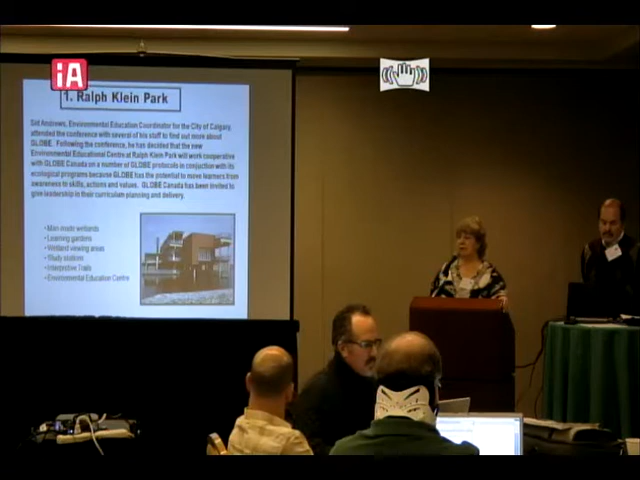 iA
1. Ralph Klein Park
Sid Andrews, Environmental Education Coordinator for the City of Calgary,
attended the conference with several of his staff to find out more about
GLOBE. Following the conference, he has decided that the new
Environmental Educational Centre at Ralph Klein Park will work cooperative
with GLOBE Canada on a number of GLOBE protocols in conjunction with its
ecological programs because GLOBE has the potential to move learners from
awareness to skills, actions and values. GLOBE Canada has been invited to
give leadership in their curriculum planning and delivery.
•Man made wetlands
•Learning gardens
•Wetland viewing areas
•Study stations
•Interpretive Trails
•Environmental Education Centre